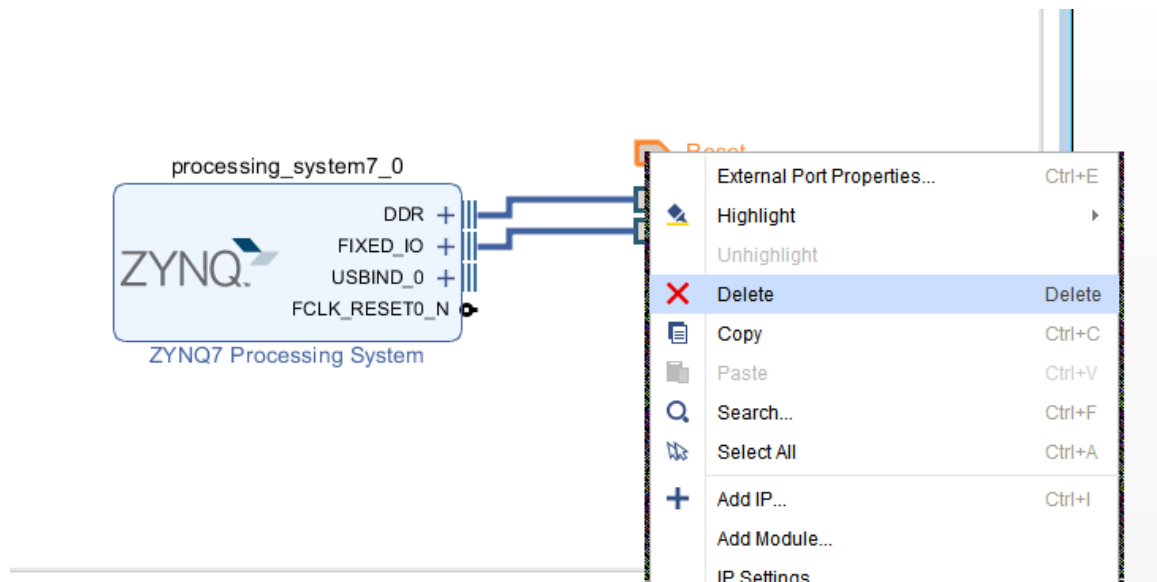 Reset
processing_system7_0
External Port Properties... Ctrl+E
DDR
Highlight
FIXED_IO
Unhighlight
ZYNQ
USBIND_0
Delete Delete
FCLK_RESET0_N
Copy Ctrl+C
ZYNQ7 Processing System
Paste Ctrl+V
Search... Ctrl+F
Select All Ctrl+A
Add IP... Ctrl+I
Add Module...
IP Settings